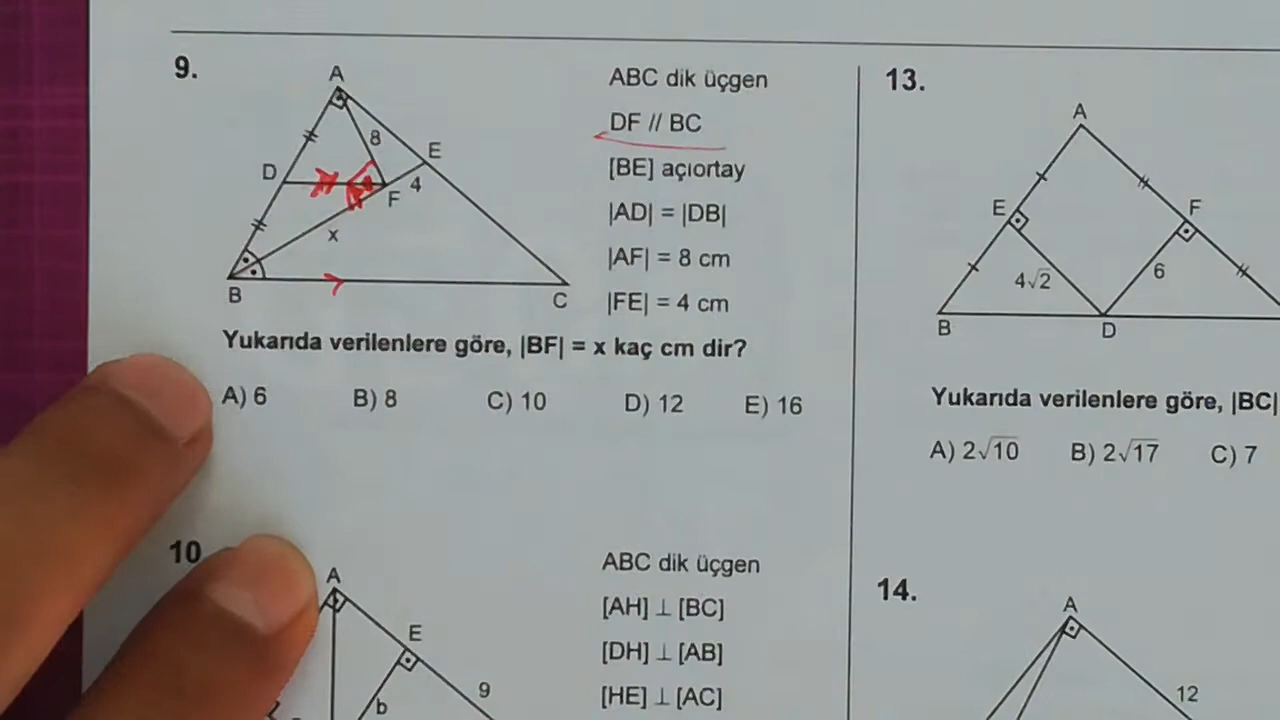 9.
A
8
D
E
F
4
x
B
C
ABC dik üçgen
DF // BC
[BE] açıortay
|AD| = |DB|
|AF| = 8 cm
|FE| = 4 cm
Yukarıda verilenlere göre, |BF| = x kaç cm dir?
A) 6 B) 8 C) 10 D) 12 E) 16
10
A
E
9
b
ABC dik üçgen
[AH] ⊥ [BC]
[DH] ⊥ [AB]
[HE] ⊥ [AC]
13.
A
E
F
4√2
6
B
D
Yukarıda verilenlere göre, |BC|
A) 2√10 B) 2√17 C) 7
14.
A
12